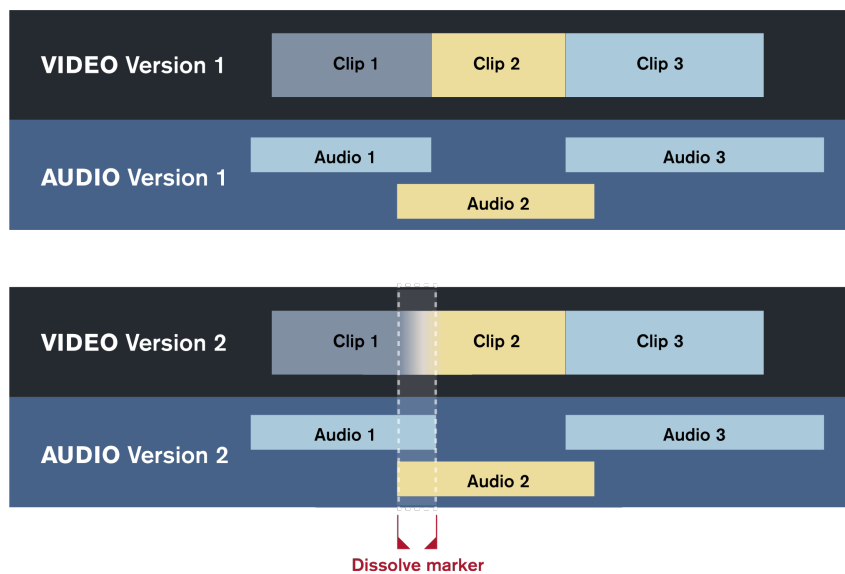 VIDEO Version 1
Clip 1
Clip 2
Clip 3
AUDIO Version 1
Audio 1
Audio 3
Audio 2
VIDEO Version 2
Clip 1
Clip 2
Clip 3
AUDIO Version 2
Audio 1
Audio 3
Audio 2
Dissolve marker